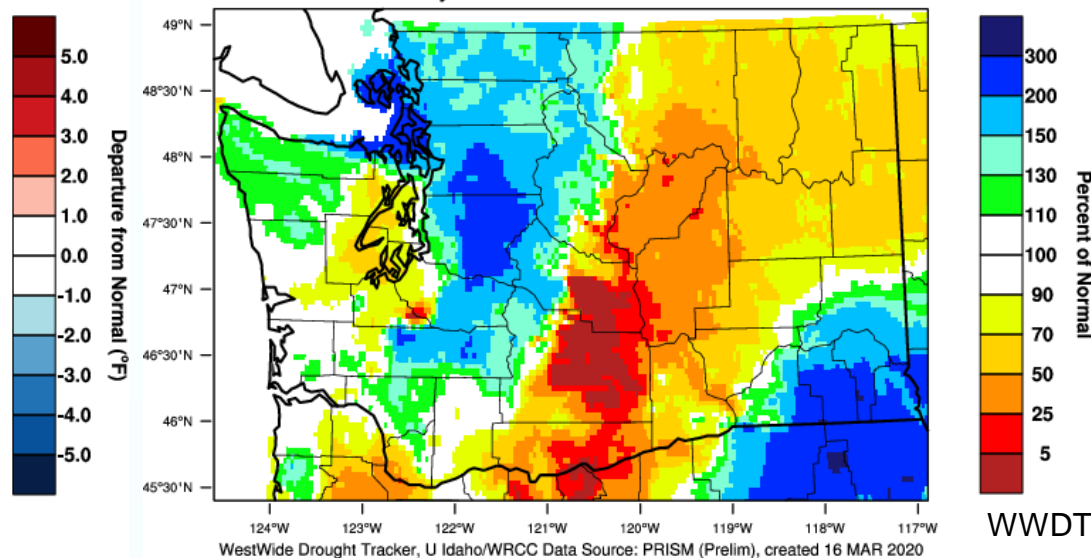 5.0
4.0
3.0
2.0
1.0
0.0
-1.0
-2.0
-3.0
-4.0
-5.0
Departure from Normal (°F)
49°N
48°30'N
48°N
47°30'N
47°N
46°30'N
46°N
45°30'N
124°W 123°W 122°W 121°W 120°W 119°W 118°W 117°W
WestWide Drought Tracker, U Idaho/WRCC Data Source: PRISM (Prelim), created 16 MAR 2020
300
200
150
130
110
100
90
70
50
25
5
Percent of Normal
WWDT